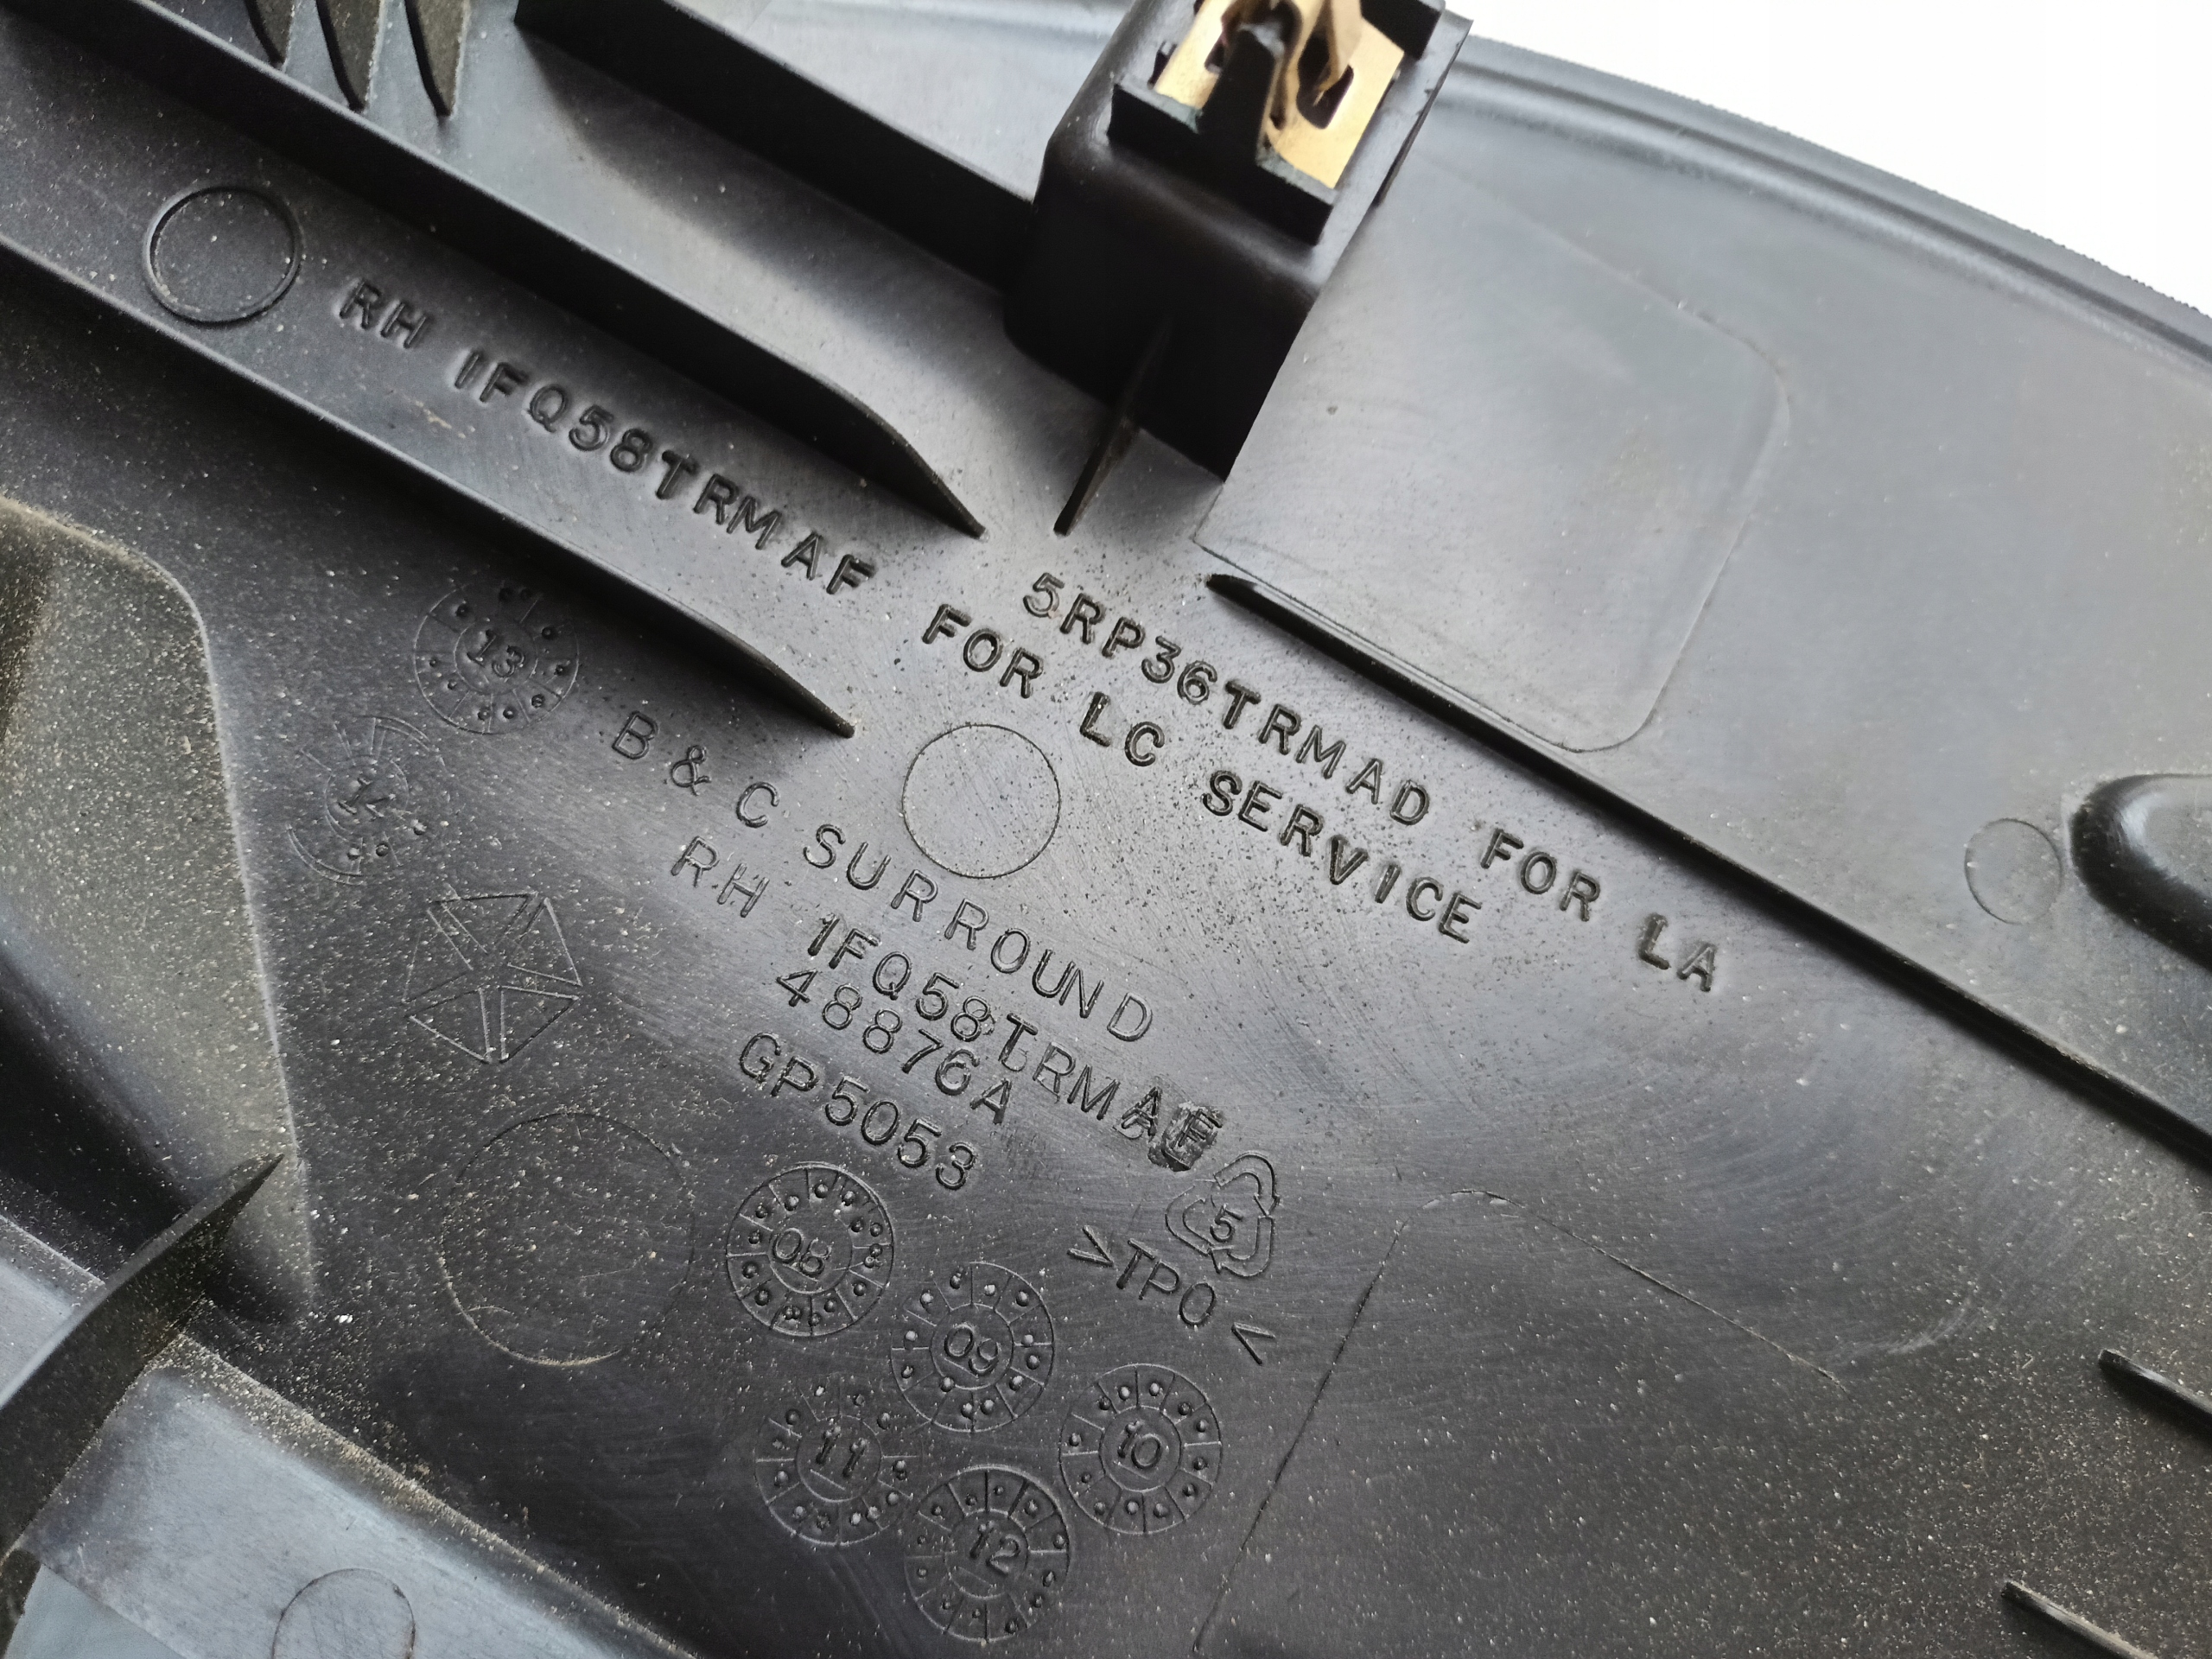 RH 1FQ58TRMAF
5RP36TRMAD FOR LA
FOR LC SERVICE
13
14
B & C SURROUND
RH 1FQ58TRMAF
48876A
GP5053
5
>TPO<
08
09
10
11
12